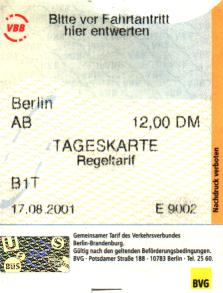 VBB
Bitte vor Fahrtantritt
hier entwerten
Berlin
AB 12,00 DM
TAGESKARTE
Regeltarif
B1T
17.08.2001 E 9002
Nachdruck verboten
U S
BUS
Gemeinsamer Tarif des Verkehrsverbundes
Berlin-Brandenburg.
Gültig nach den geltenden Beförderungsbedingungen.
BVG - Potsdamer Straße 188 - 10783 Berlin - Tel. 25 60.
BVG